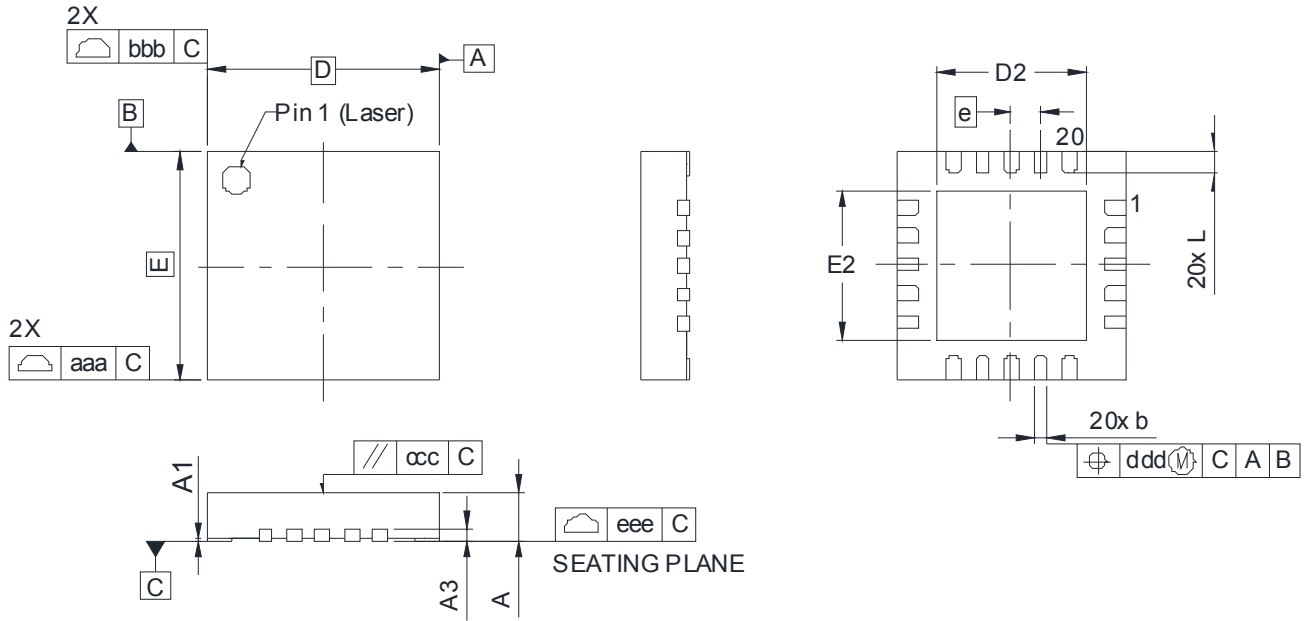 2X
bbb C
D
A
Pin 1 (Laser)
B
E
2X
aaa C
D2
e
20
1
E2
20x L
20x b
ddd M C A B
ccc C
A1
eee C
SEATING PLANE
C
A3
A